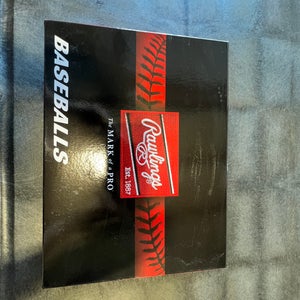 Rawlings
R
EST. 1887
The MARK of a PRO
BASEBALLS